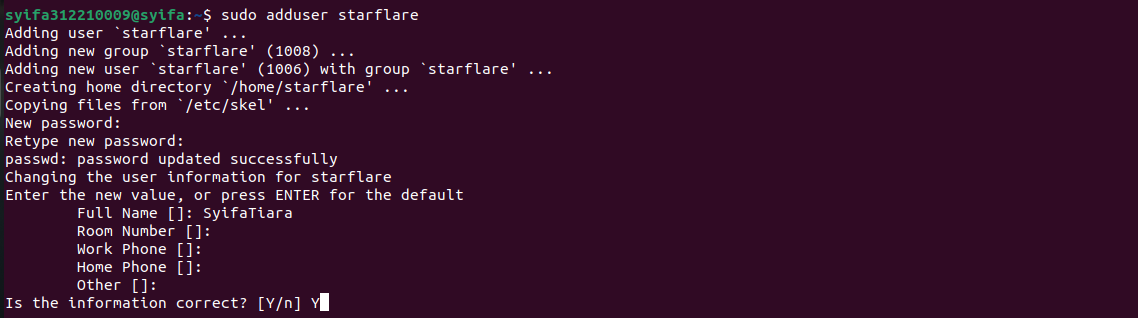 syifa312210009@syifa:~$ sudo adduser starflare
Adding user `starflare' ...
Adding new group `starflare' (1008) ...
Adding new user `starflare' (1006) with group `starflare' ...
Creating home directory `/home/starflare' ...
Copying files from `/etc/skel' ...
New password:
Retype new password:
passwd: password updated successfully
Changing the user information for starflare
Enter the new value, or press ENTER for the default
        Full Name []: SyifaTiara
        Room Number []:
        Work Phone []:
        Home Phone []:
        Other []:
Is the information correct? [Y/n] Y